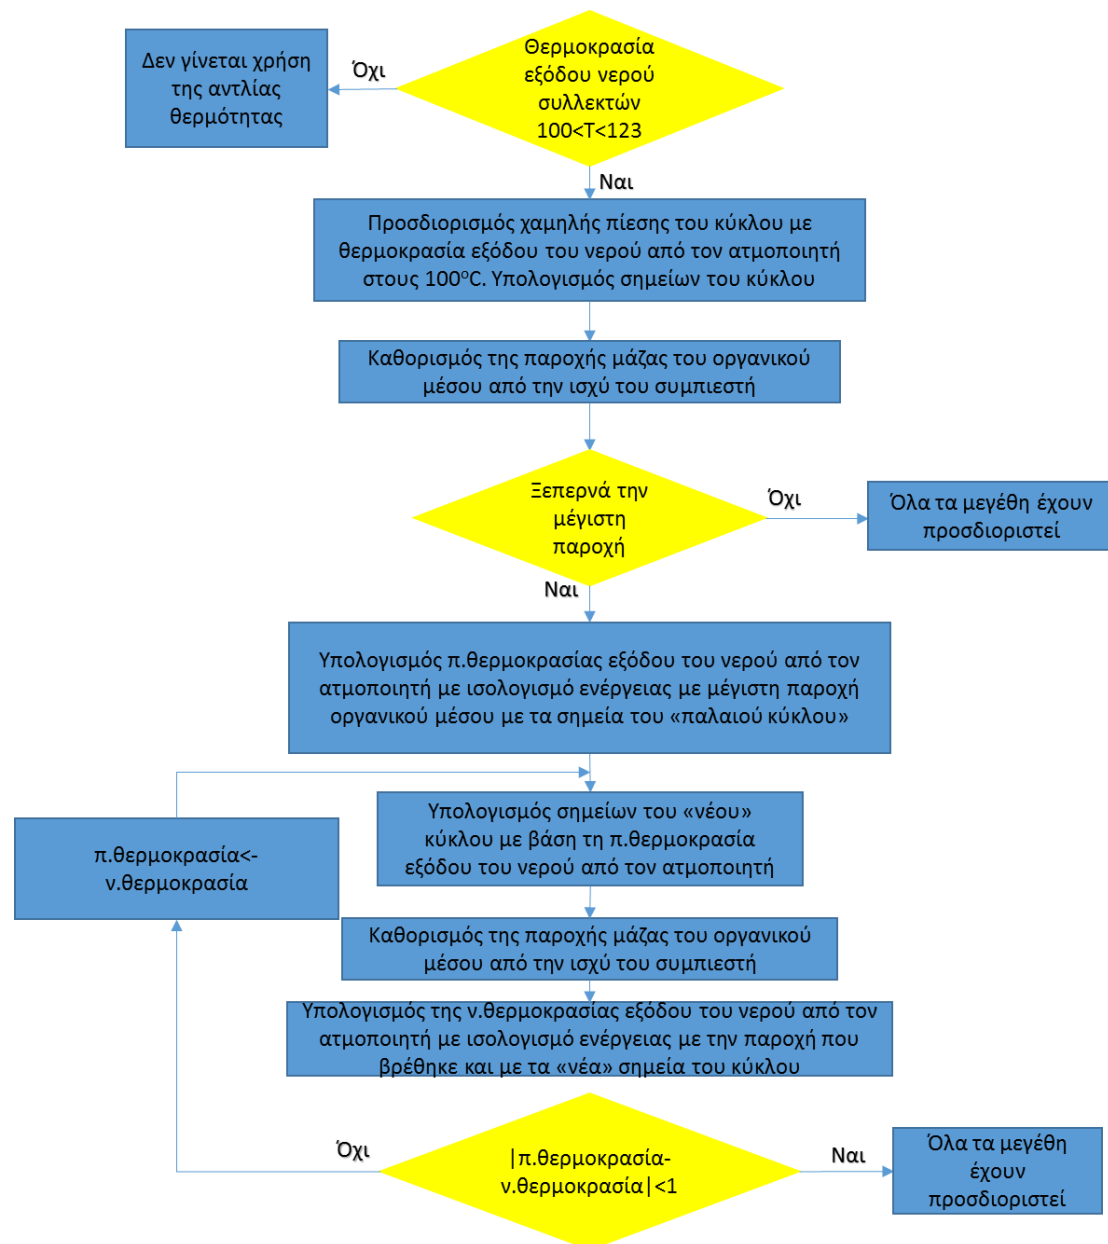 Θερμοκρασία
εξόδου νερού
συλλεκτών
100<T<123
Όχι
Δεν γίνεται χρήση
της αντλίας
θερμότητας
Ναι
Προσδιορισμός χαμηλής πίεσης του κύκλου με
θερμοκρασία εξόδου του νερού από τον ατμοποιητή
στους 100°C. Υπολογισμός σημείων του κύκλου
Καθορισμός της παροχής μάζας του οργανικού
μέσου από την ισχύ του συμπιεστή
Ξεπερνά την
μέγιστη
παροχή
Όχι
Όλα τα μεγέθη έχουν
προσδιοριστεί
Ναι
Υπολογισμός π.θερμοκρασίας εξόδου του νερού από τον
ατμοποιητή με ισολογισμό ενέργειας με μέγιστη παροχή
οργανικού μέσου με τα σημεία του «παλαιού κύκλου»
Υπολογισμός σημείων του «νέου»
κύκλου με βάση τη π.θερμοκρασία
εξόδου του νερού από τον ατμοποιητή
π.θερμοκρασία<-
ν.θερμοκρασία
Καθορισμός της παροχής μάζας του οργανικού
μέσου από την ισχύ του συμπιεστή
Υπολογισμός της ν.θερμοκρασίας εξόδου του νερού από τον
ατμοποιητή με ισολογισμό ενέργειας με την παροχή που
βρέθηκε και με τα «νέα» σημεία του κύκλου
Όχι
|π.θερμοκρασία-
ν.θερμοκρασία|<1
Ναι
Όλα τα μεγέθη
έχουν
προσδιοριστεί